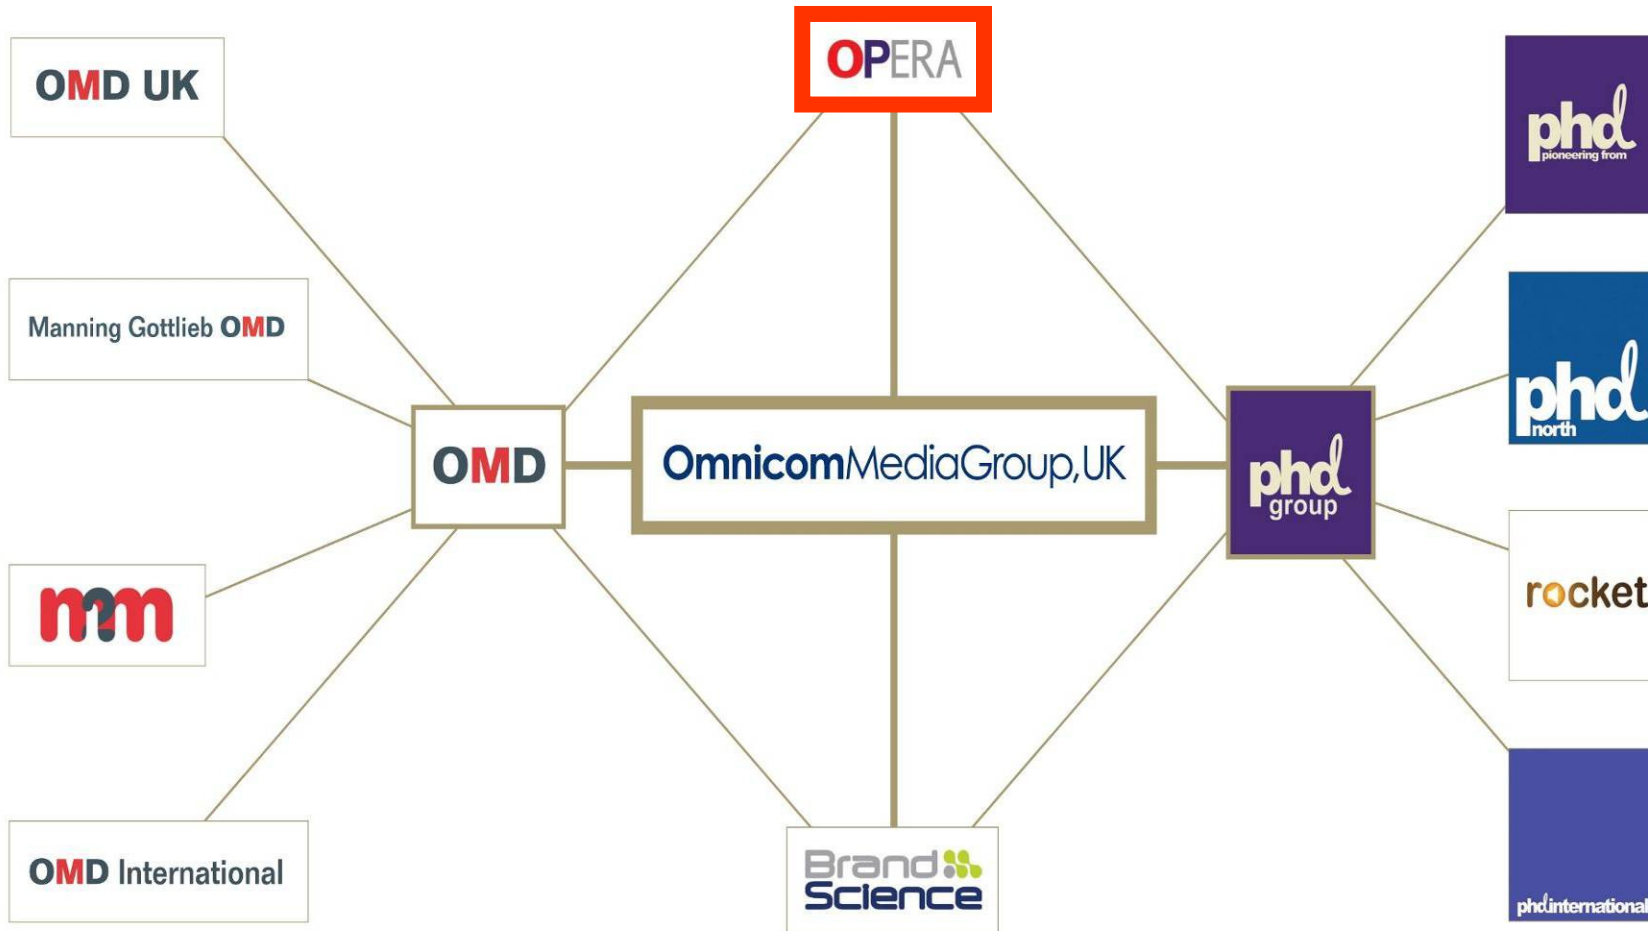 OPERA
OMD UK
phd
pioneering from
Manning Gottlieb OMD
phd
north
OMD
OmnicomMediaGroup,UK
phd
group
m2m
rocket
OMD International
Brand
Science
phdinternational